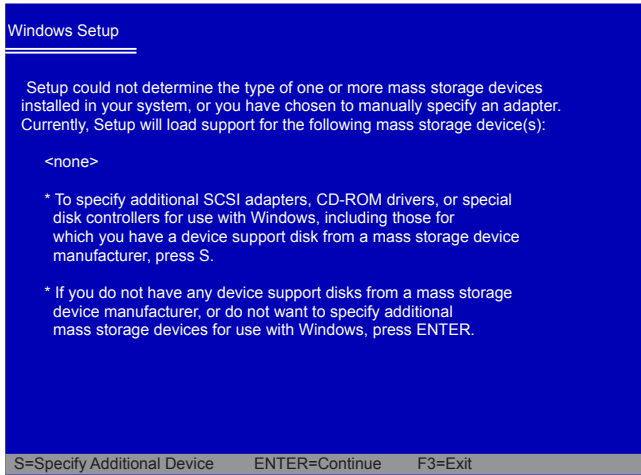 Windows Setup
Setup could not determine the type of one or more mass storage devices
installed in your system, or you have chosen to manually specify an adapter.
Currently, Setup will load support for the following mass storage device(s):
<none>
* To specify additional SCSI adapters, CD-ROM drivers, or special
disk controllers for use with Windows, including those for
which you have a device support disk from a mass storage device
manufacturer, press S.
* If you do not have any device support disks from a mass storage
device manufacturer, or do not want to specify additional
mass storage devices for use with Windows, press ENTER.
S=Specify Additional Device ENTER=Continue F3=Exit